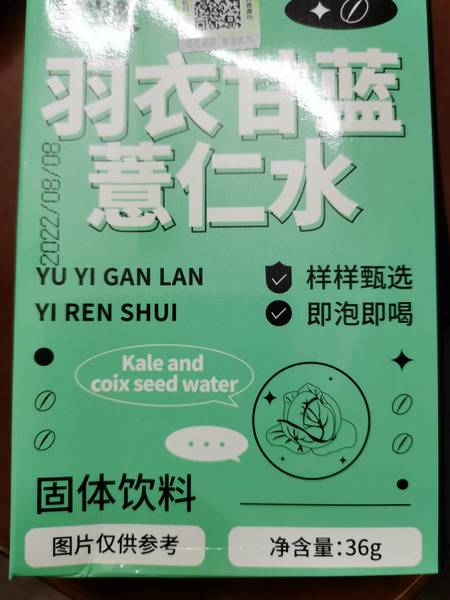 羽衣甘蓝
薏仁水
2022/08/08
YU YI GAN LAN
YI REN SHUI
样样甄选
即泡即喝
Kale and
coix seed water
固体饮料
图片仅供参考
净含量:36g